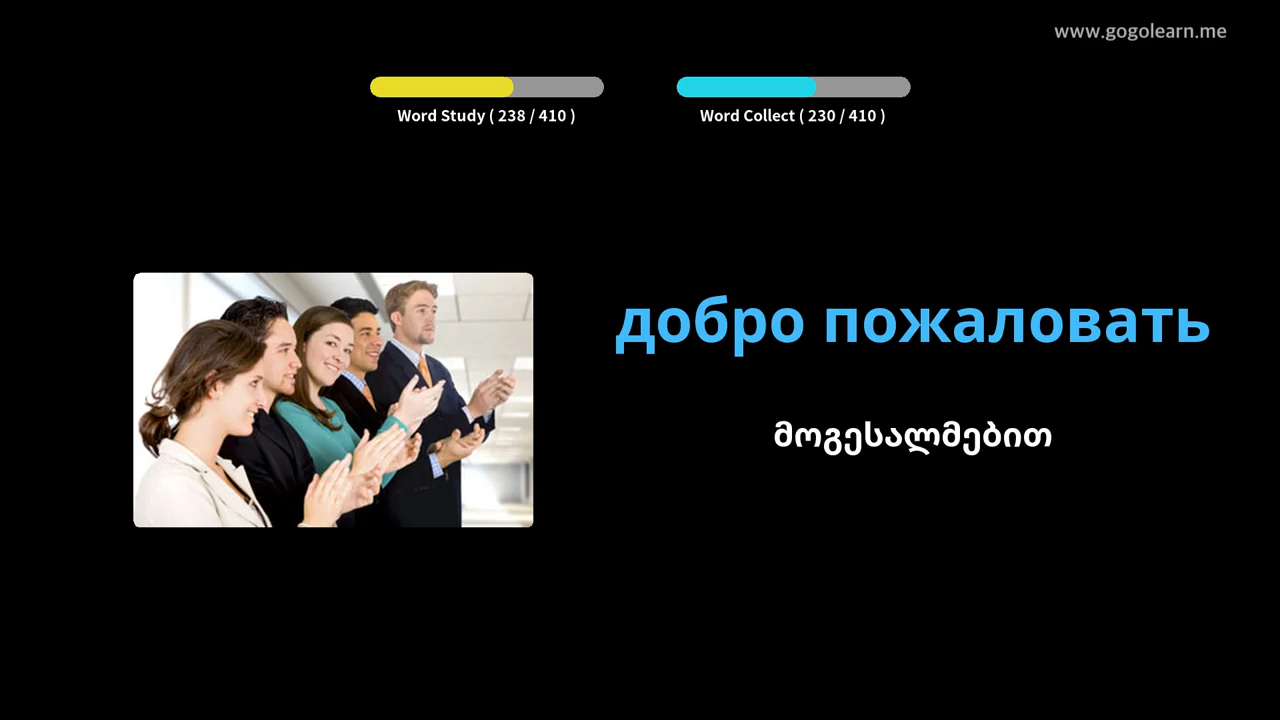 www.gogolearn.me
Word Study ( 238 / 410 )
Word Collect ( 230 / 410 )
добро пожаловать
მოგესალმებით